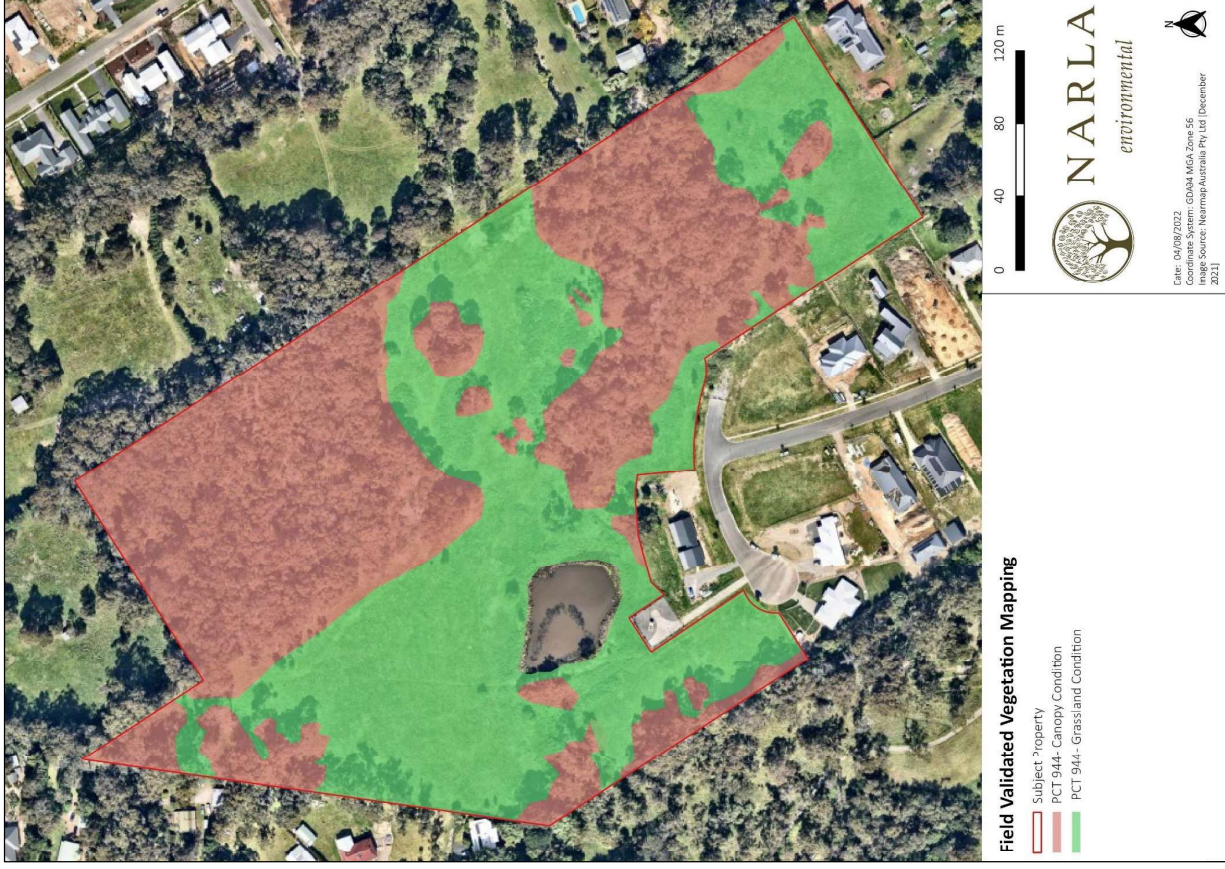 Field Validated Vegetation Mapping
Subject Property
PCT 944- Canopy Condition
PCT 944- Grassland Condition
0 40 80 120 m
NARLA
environmental
Date: 04/08/2022
Coordinate System: GDA94 MGA Zone 56
Image Source: Nearmap Australia Pty Ltd [December
2021]
N